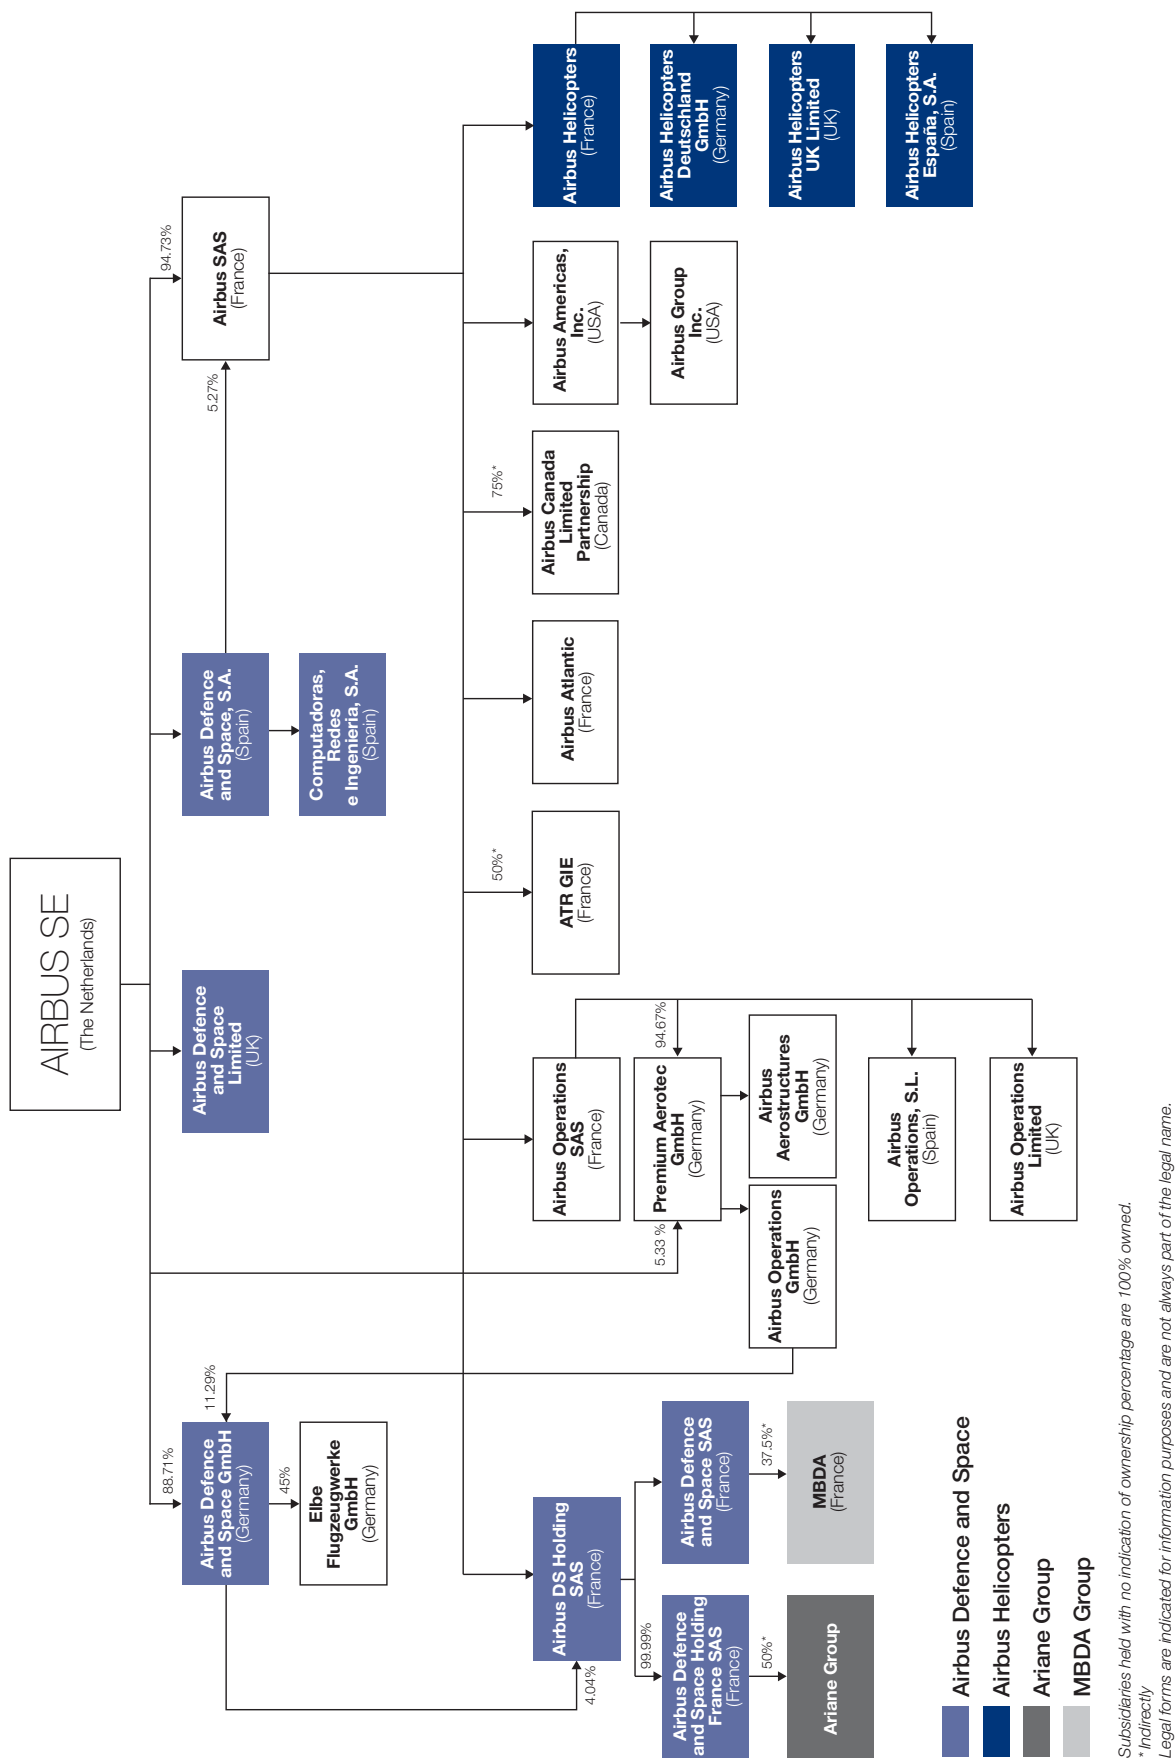 AIRBUS SE
(The Netherlands)
88.71%
Airbus Defence
and Space GmbH
(Germany)
11.29%
45%
Elbe
Flugzeugwerke
GmbH
(Germany)
Airbus Defence
and Space
Limited
(UK)
Airbus Defence
and Space, S.A.
(Spain)
Computadoras,
Redes
e Ingenieria, S.A.
(Spain)
5.27%
94.73%
Airbus SAS
(France)
4.04%
Airbus DS Holding
SAS
(France)
99.99%
Airbus Defence
and Space Holding
France SAS
(France)
50%*
Ariane Group
Airbus Defence
and Space SAS
(France)
37.5%*
MBDA
(France)
Airbus Operations
SAS
(France)
5.33 %
94.67%
Premium Aerotec
GmbH
(Germany)
Airbus Operations
GmbH
(Germany)
Airbus
Aerostructures
GmbH
(Germany)
Airbus
Operations, S.L.
(Spain)
Airbus Operations
Limited
(UK)
50%*
ATR GIE
(France)
Airbus Atlantic
(France)
75%*
Airbus Canada
Limited
Partnership
(Canada)
Airbus Americas,
Inc.
(USA)
Airbus Group
Inc.
(USA)
Airbus Helicopters
(France)
Airbus Helicopters
Deutschland
GmbH
(Germany)
Airbus Helicopters
UK Limited
(UK)
Airbus Helicopters
España, S.A.
(Spain)
Airbus Defence and Space
Airbus Helicopters
Ariane Group
MBDA Group
Subsidiaries held with no indication of ownership percentage are 100% owned.
* Indirectly
Legal forms are indicated for information purposes and are not always part of the legal name.